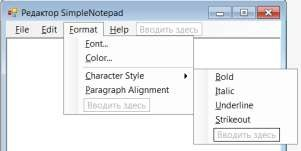 Редактор SimpleNotepad
File Edit Format Help Вводить здесь
Font...
Color...
Character Style
Paragraph Alignment
Вводить здесь
Bold
Italic
Underline
Strikeout
Вводить здесь